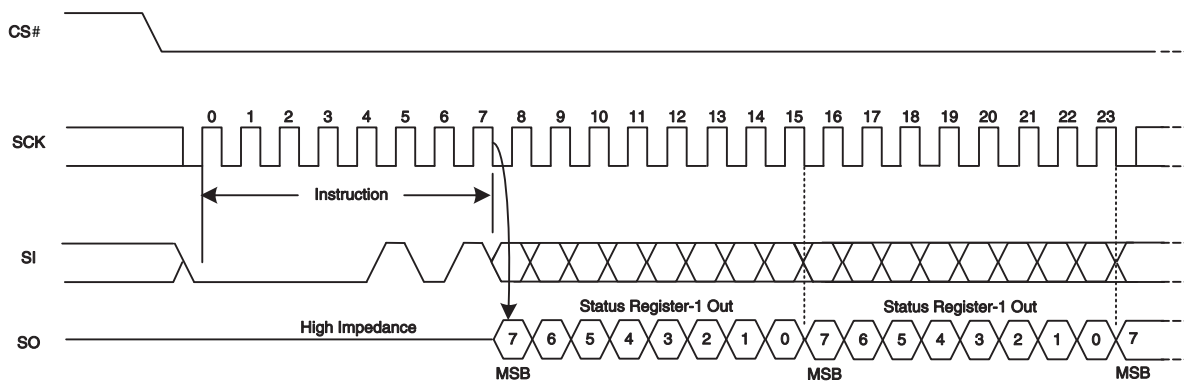 CS#
0 1 2 3 4 5 6 7 8 9 10 11 12 13 14 15 16 17 18 19 20 21 22 23
SCK
Instruction
SI
Status Register-1 Out Status Register-1 Out
High Impedance
SO 7 6 5 4 3 2 1 0 7 6 5 4 3 2 1 0 7
MSB MSB MSB